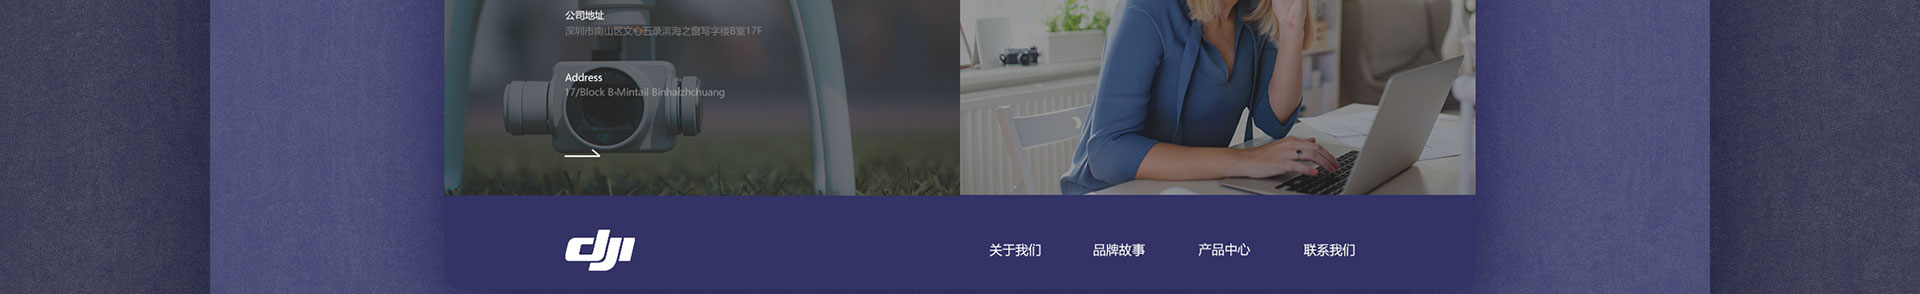 公司地址
深圳市南山区文心五录滨海之窗写字楼B室17F
Address
17/Block B-Mintail Binhaizhchuang
dji
dji
关于我们
品牌故事
产品中心
联系我们